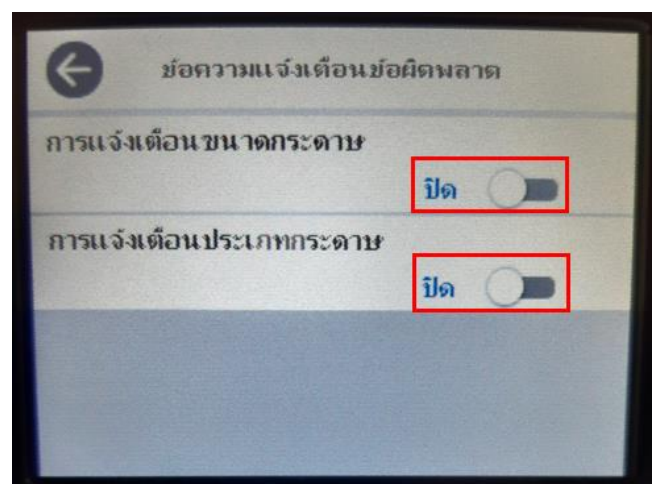 ข้อความแจ้งเตือนข้อผิดพลาด
การแจ้งเตือนขนาดกระดาษ
ปิด
การแจ้งเตือนประเภทกระดาษ
ปิด